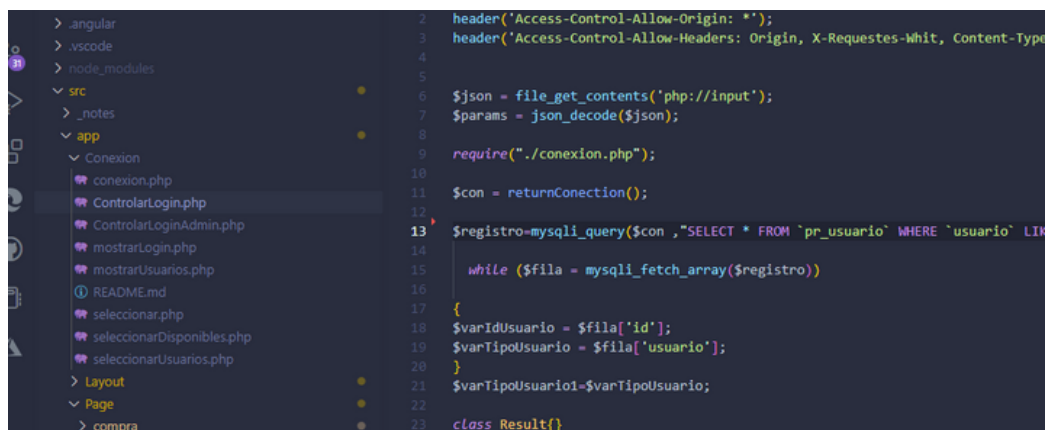 31
.angular
.vscode
node_modules
src
_notes
app
Conexion
conexion.php
ControlarLogin.php
ControlarLoginAdmin.php
mostrarLogin.php
mostrarUsuarios.php
README.md
seleccionar.php
seleccionarDisponibles.php
seleccionarUsuarios.php
Layout
Page
compra
2 header('Access-Control-Allow-Origin: *');
3 header('Access-Control-Allow-Headers: Origin, X-Requestes-Whit, Content-Type
4
5
6 $json = file_get_contents('php://input');
7 $params = json_decode($json);
8
9 require("./conexion.php");
10
11 $con = returnConection();
12
13 $registro=mysqli_query($con ,"SELECT * FROM `pr_usuario` WHERE `usuario` LIK
14
15 while ($fila = mysqli_fetch_array($registro))
16
17 {
18 $varIdUsuario = $fila['id'];
19 $varTipoUsuario = $fila['usuario'];
20 }
21 $varTipoUsuario1=$varTipoUsuario;
22
23 class Result{}